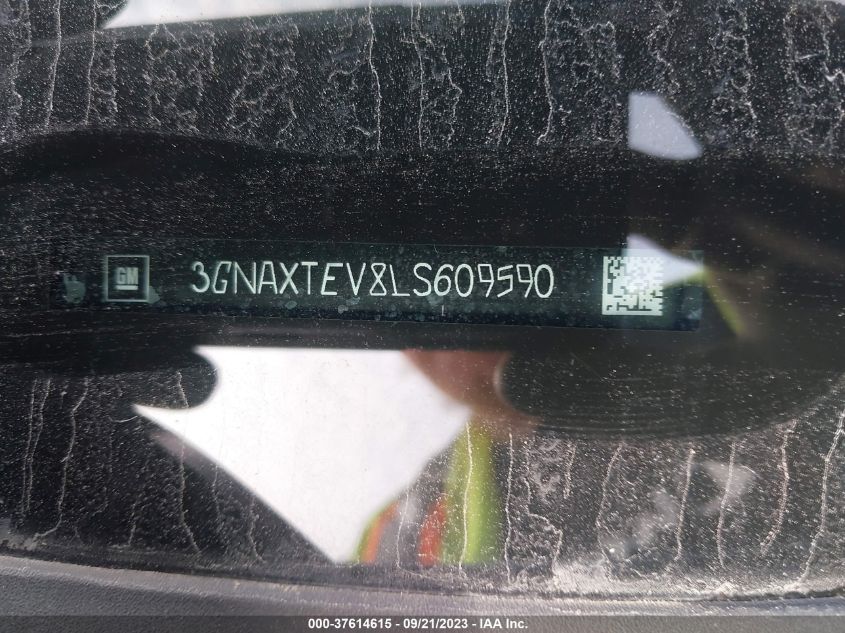 GM 3GNAXTEV8LS609590
000-37614615 - 09/21/2023 - IAA Inc.